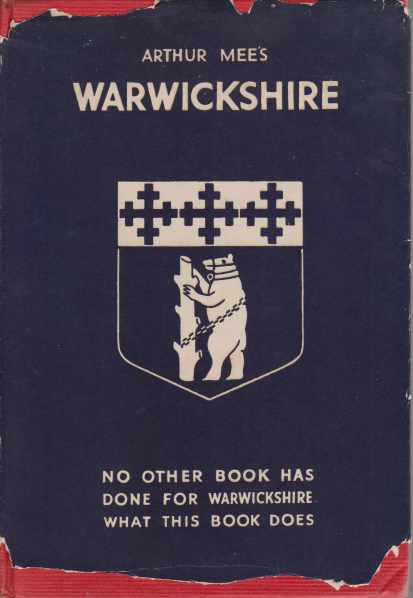 ARTHUR MEE'S
WARWICKSHIRE
NO OTHER BOOK HAS
DONE FOR WARWICKSHIRE
WHAT THIS BOOK DOES